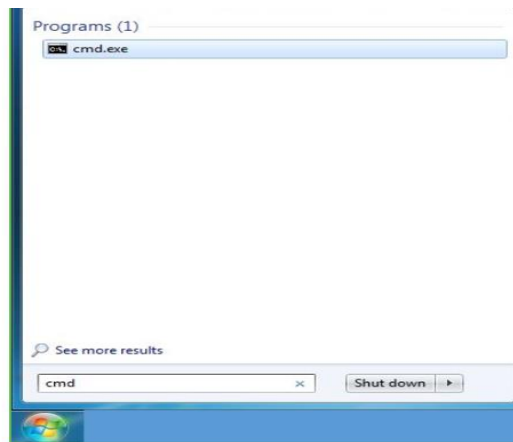 Programs (1)
cmd.exe
See more results
cmd
Shut down